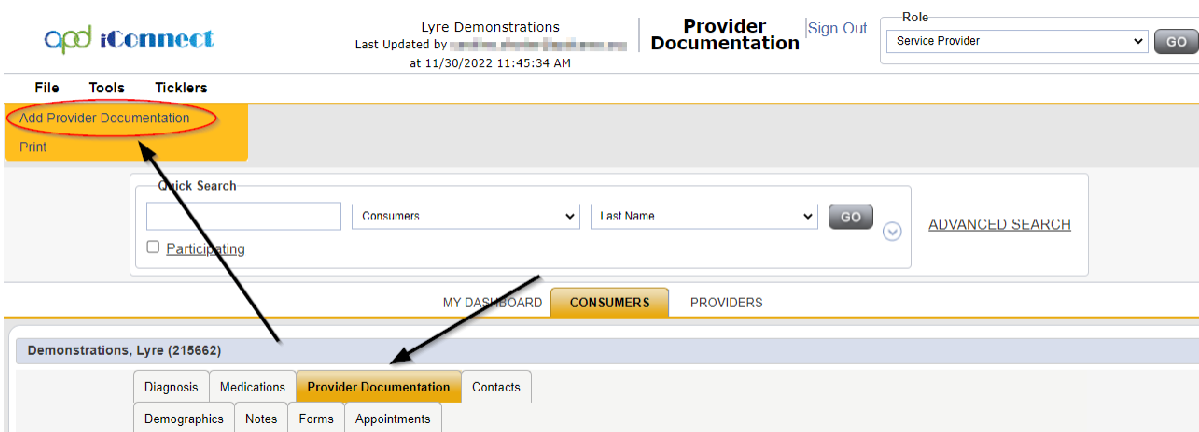 apd iConnect
Lyre Demonstrations
Last Updated by
at 11/30/2022 11:45:34 AM
Provider
Documentation
Sign Out
Role
Service Provider
GO
File Tools Ticklers
Add Provider Documentation
Print
Quick Search
Consumers Last Name GO
ADVANCED SEARCH
Participating
MY DASHBOARD CONSUMERS PROVIDERS
Demonstrations, Lyre (215662)
Diagnosis Medications Provider Documentation Contacts
Demographics Notes Forms Appointments